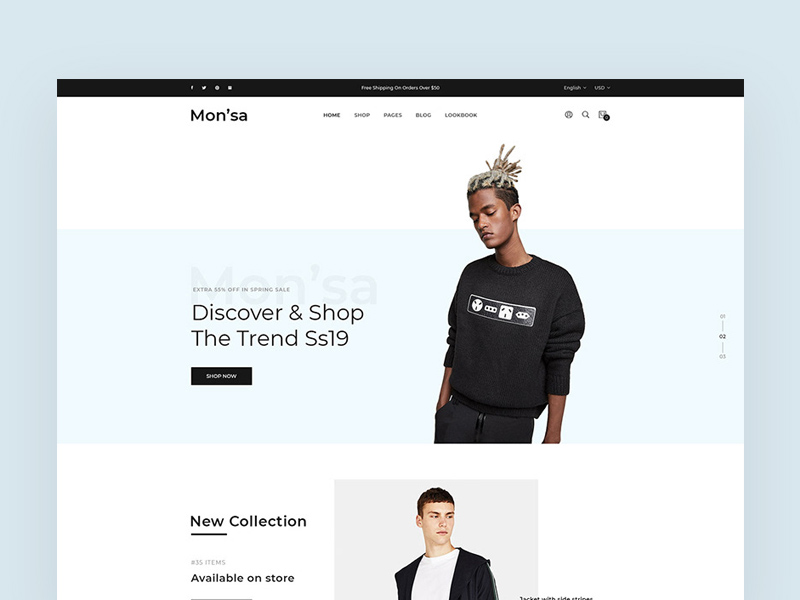 Free Shipping On Orders Over $50
English
USD
Mon'sa
HOME
SHOP
PAGES
BLOG
LOOKBOOK
0
Mon'sa
EXTRA 55% OFF IN SPRING SALE
Discover & Shop
The Trend Ss19
SHOP NOW
01
02
03
New Collection
#35 ITEMS
Available on store
Jacket with side stripes